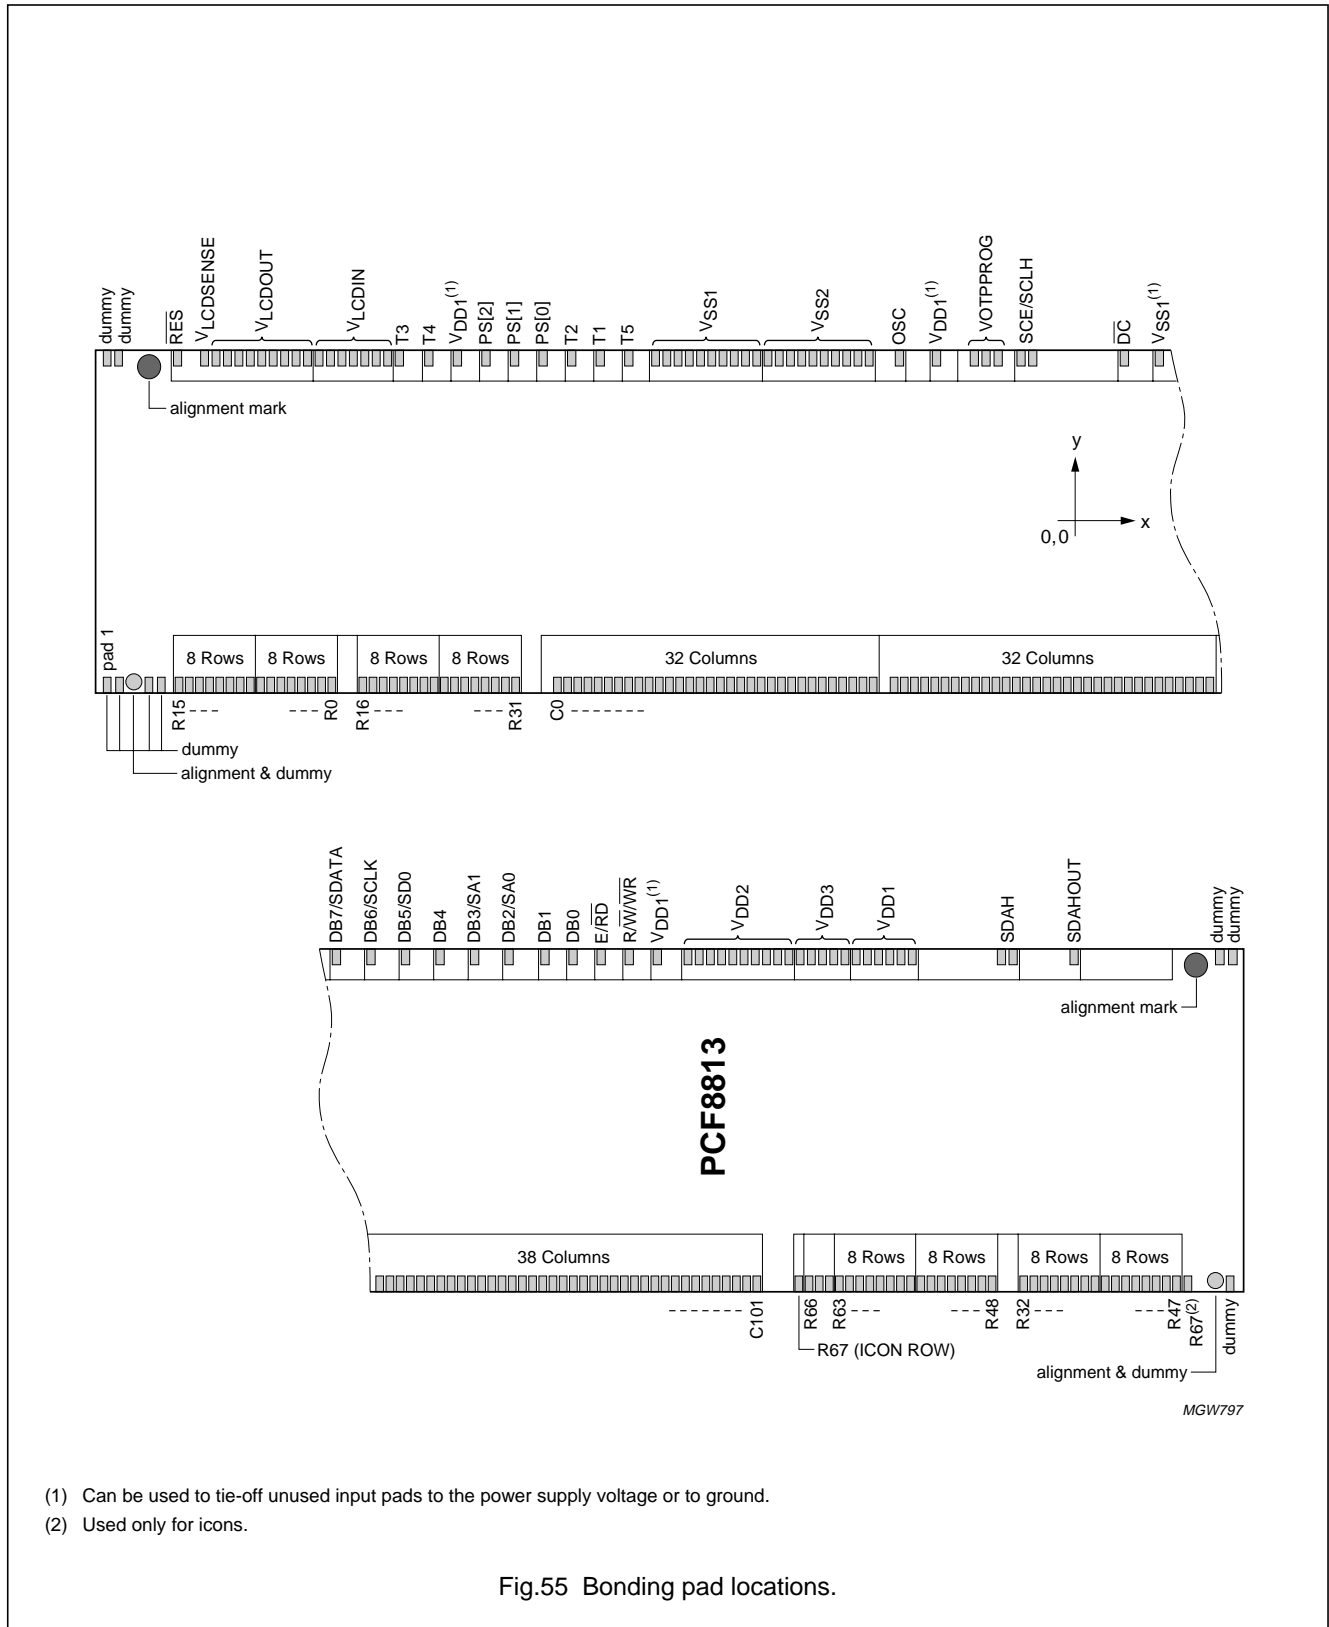 dummy
dummy
RES
VLCDSENSE
VLCDOUT
VLCDIN
T3
T4
VDD1(1)
PS[2]
PS[1]
PS[0]
T2
T1
T5
VSS1
VSS2
OSC
VDD1(1)
VOTPPROG
SCE/SCLH
DC
VSS1(1)
alignment mark
y
x
0,0
pad 1
8 Rows
8 Rows
8 Rows
8 Rows
32 Columns
32 Columns
R15
R0
R16
R31
C0
dummy
alignment & dummy
DB7/SDATA
DB6/SCLK
DB5/SD0
DB4
DB3/SA1
DB2/SA0
DB1
DB0
E/RD
R/W/WR
VDD1(1)
VDD2
VDD3
VDD1
SDAH
SDAHOUT
dummy
dummy
alignment mark
PCF8813
38 Columns
8 Rows
8 Rows
8 Rows
8 Rows
C101
R66
R63
R48
R32
R47
R67(2)
dummy
R67 (ICON ROW)
alignment & dummy
MGW797
(1) Can be used to tie-off unused input pads to the power supply voltage or to ground.
(2) Used only for icons.
Fig.55 Bonding pad locations.